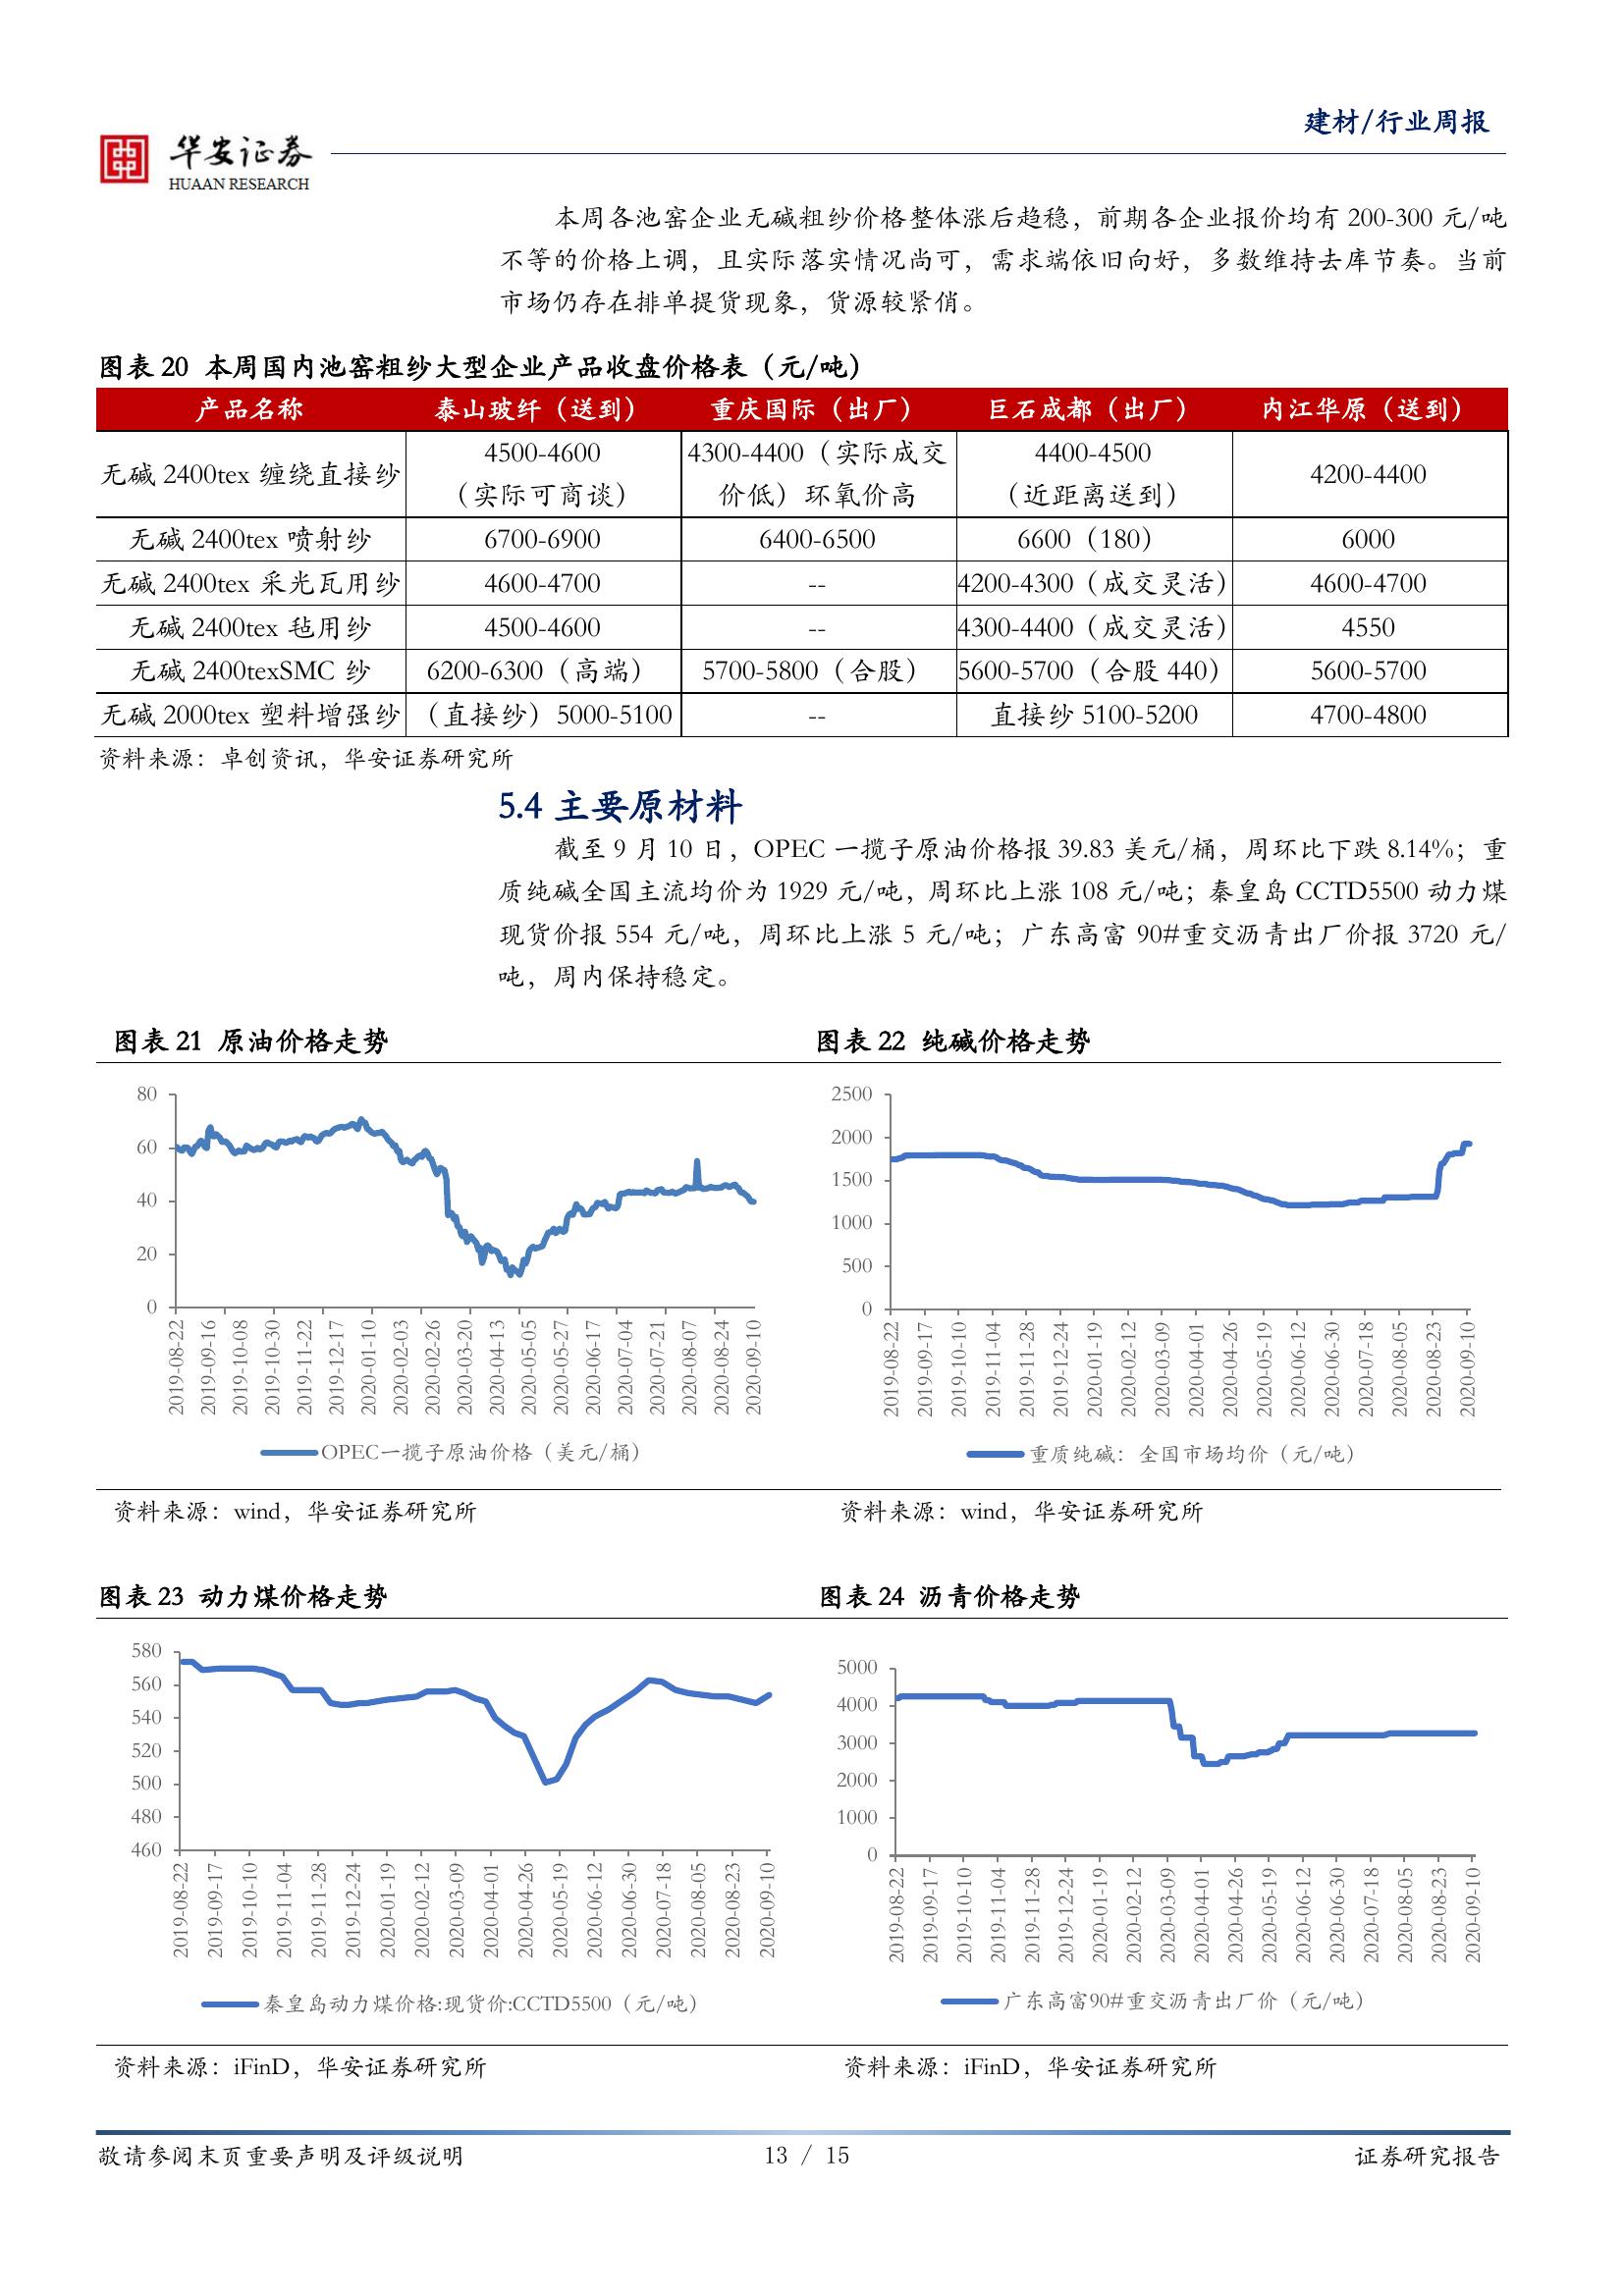 建材/行业周报
华安证券
HUAAN RESEARCH
本周各池窑企业无碱粗纱价格整体涨后趋稳，前期各企业报价均有 200-300 元/吨
不等的价格上调，且实际落实情况尚可，需求端依旧向好，多数维持去库节奏。当前
市场仍存在排单提货现象，货源较紧俏。
图表 20 本周国内池窑粗纱大型企业产品收盘价格表（元/吨）
产品名称 泰山玻纤（送到） 重庆国际（出厂） 巨石成都（出厂） 内江华原（送到）
无碱 2400tex 缠绕直接纱 4500-4600 （实际可商谈） 4300-4400（实际成交 价低）环氧价高 4400-4500 （近距离送到） 4200-4400
无碱 2400tex 喷射纱 6700-6900 6400-6500 6600（180） 6000
无碱 2400tex 采光瓦用纱 4600-4700 -- 4200-4300（成交灵活） 4600-4700
无碱 2400tex 毡用纱 4500-4600 -- 4300-4400（成交灵活） 4550
无碱 2400texSMC 纱 6200-6300（高端） 5700-5800（合股） 5600-5700（合股 440） 5600-5700
无碱 2000tex 塑料增强纱 （直接纱）5000-5100 -- 直接纱 5100-5200 4700-4800
资料来源：卓创资讯，华安证券研究所
5.4 主要原材料
截至 9 月 10 日，OPEC 一揽子原油价格报 39.83 美元/桶，周环比下跌 8.14%；重
质纯碱全国主流均价为 1929 元/吨，周环比上涨 108 元/吨；秦皇岛 CCTD5500 动力煤
现货价报 554 元/吨，周环比上涨 5 元/吨；广东高富 90#重交沥青出厂价报 3720 元/
吨，周内保持稳定。
图表 21 原油价格走势
80
60
40
20
0
2019-08-22 2019-09-16 2019-10-08 2019-10-30 2019-11-22 2019-12-17 2020-01-10 2020-02-03 2020-02-26 2020-03-20 2020-04-13 2020-05-05 2020-05-27 2020-06-17 2020-07-04 2020-07-21 2020-08-07 2020-08-24 2020-09-10
OPEC一揽子原油价格（美元/桶）
资料来源：wind，华安证券研究所
图表 22 纯碱价格走势
2500
2000
1500
1000
500
0
2019-08-22 2019-09-17 2019-10-10 2019-11-04 2019-11-28 2019-12-24 2020-01-19 2020-02-12 2020-03-09 2020-04-01 2020-04-26 2020-05-19 2020-06-12 2020-06-30 2020-07-18 2020-08-05 2020-08-23 2020-09-10
重质纯碱：全国市场均价（元/吨）
资料来源：wind，华安证券研究所
图表 23 动力煤价格走势
580
560
540
520
500
480
460
2019-08-22 2019-09-17 2019-10-10 2019-11-04 2019-11-28 2019-12-24 2020-01-19 2020-02-12 2020-03-09 2020-04-01 2020-04-26 2020-05-19 2020-06-12 2020-06-30 2020-07-18 2020-08-05 2020-08-23 2020-09-10
秦皇岛动力煤价格:现货价:CCTD5500（元/吨）
资料来源：iFinD，华安证券研究所
图表 24 沥青价格走势
5000
4000
3000
2000
1000
0
2019-08-22 2019-09-17 2019-10-10 2019-11-04 2019-11-28 2019-12-24 2020-01-19 2020-02-12 2020-03-09 2020-04-01 2020-04-26 2020-05-19 2020-06-12 2020-06-30 2020-07-18 2020-08-05 2020-08-23 2020-09-10
广东高富90#重交沥青出厂价（元/吨）
资料来源：iFinD，华安证券研究所
敬请参阅末页重要声明及评级说明
13 / 15
证券研究报告